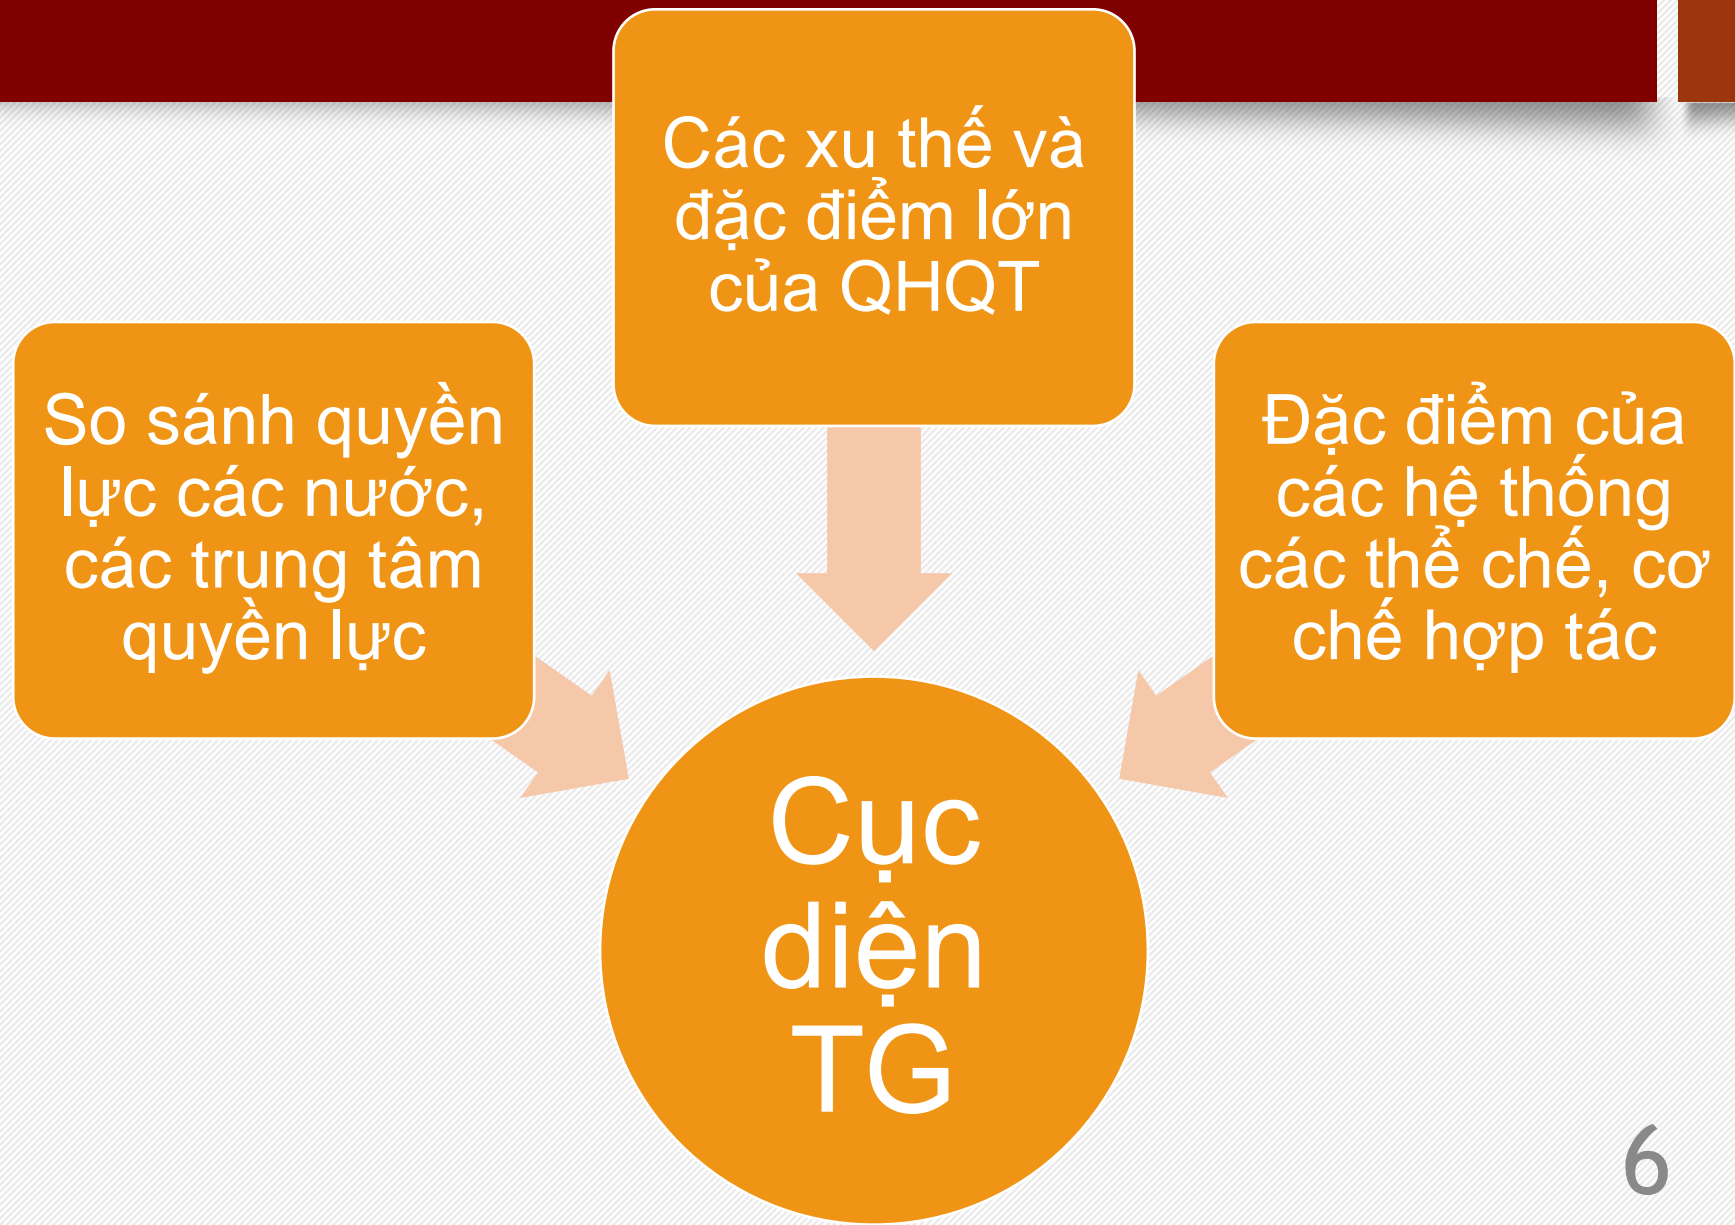 Các xu thế và
đặc điểm lớn
của QHQT
So sánh quyền
lực các nước,
các trung tâm
quyền lực
Đặc điểm của
các hệ thống
các thể chế, cơ
chế hợp tác
Cục
diện
TG
6